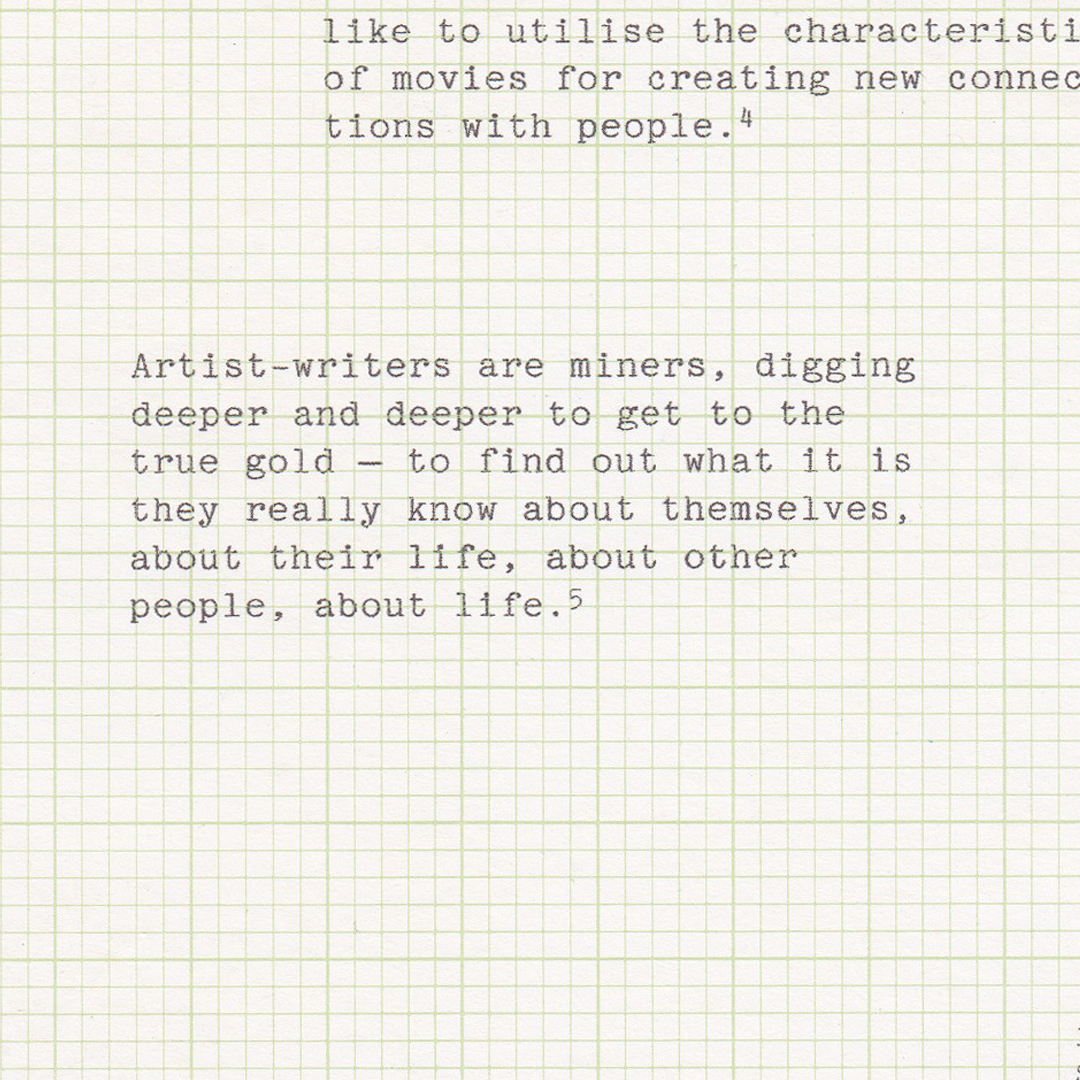 like to utilise the characteristi
of movies for creating new connec
tions with people.4
Artist-writers are miners, digging
deeper and deeper to get to the
true gold — to find out what it is
they really know about themselves,
about their life, about other
people, about life.5